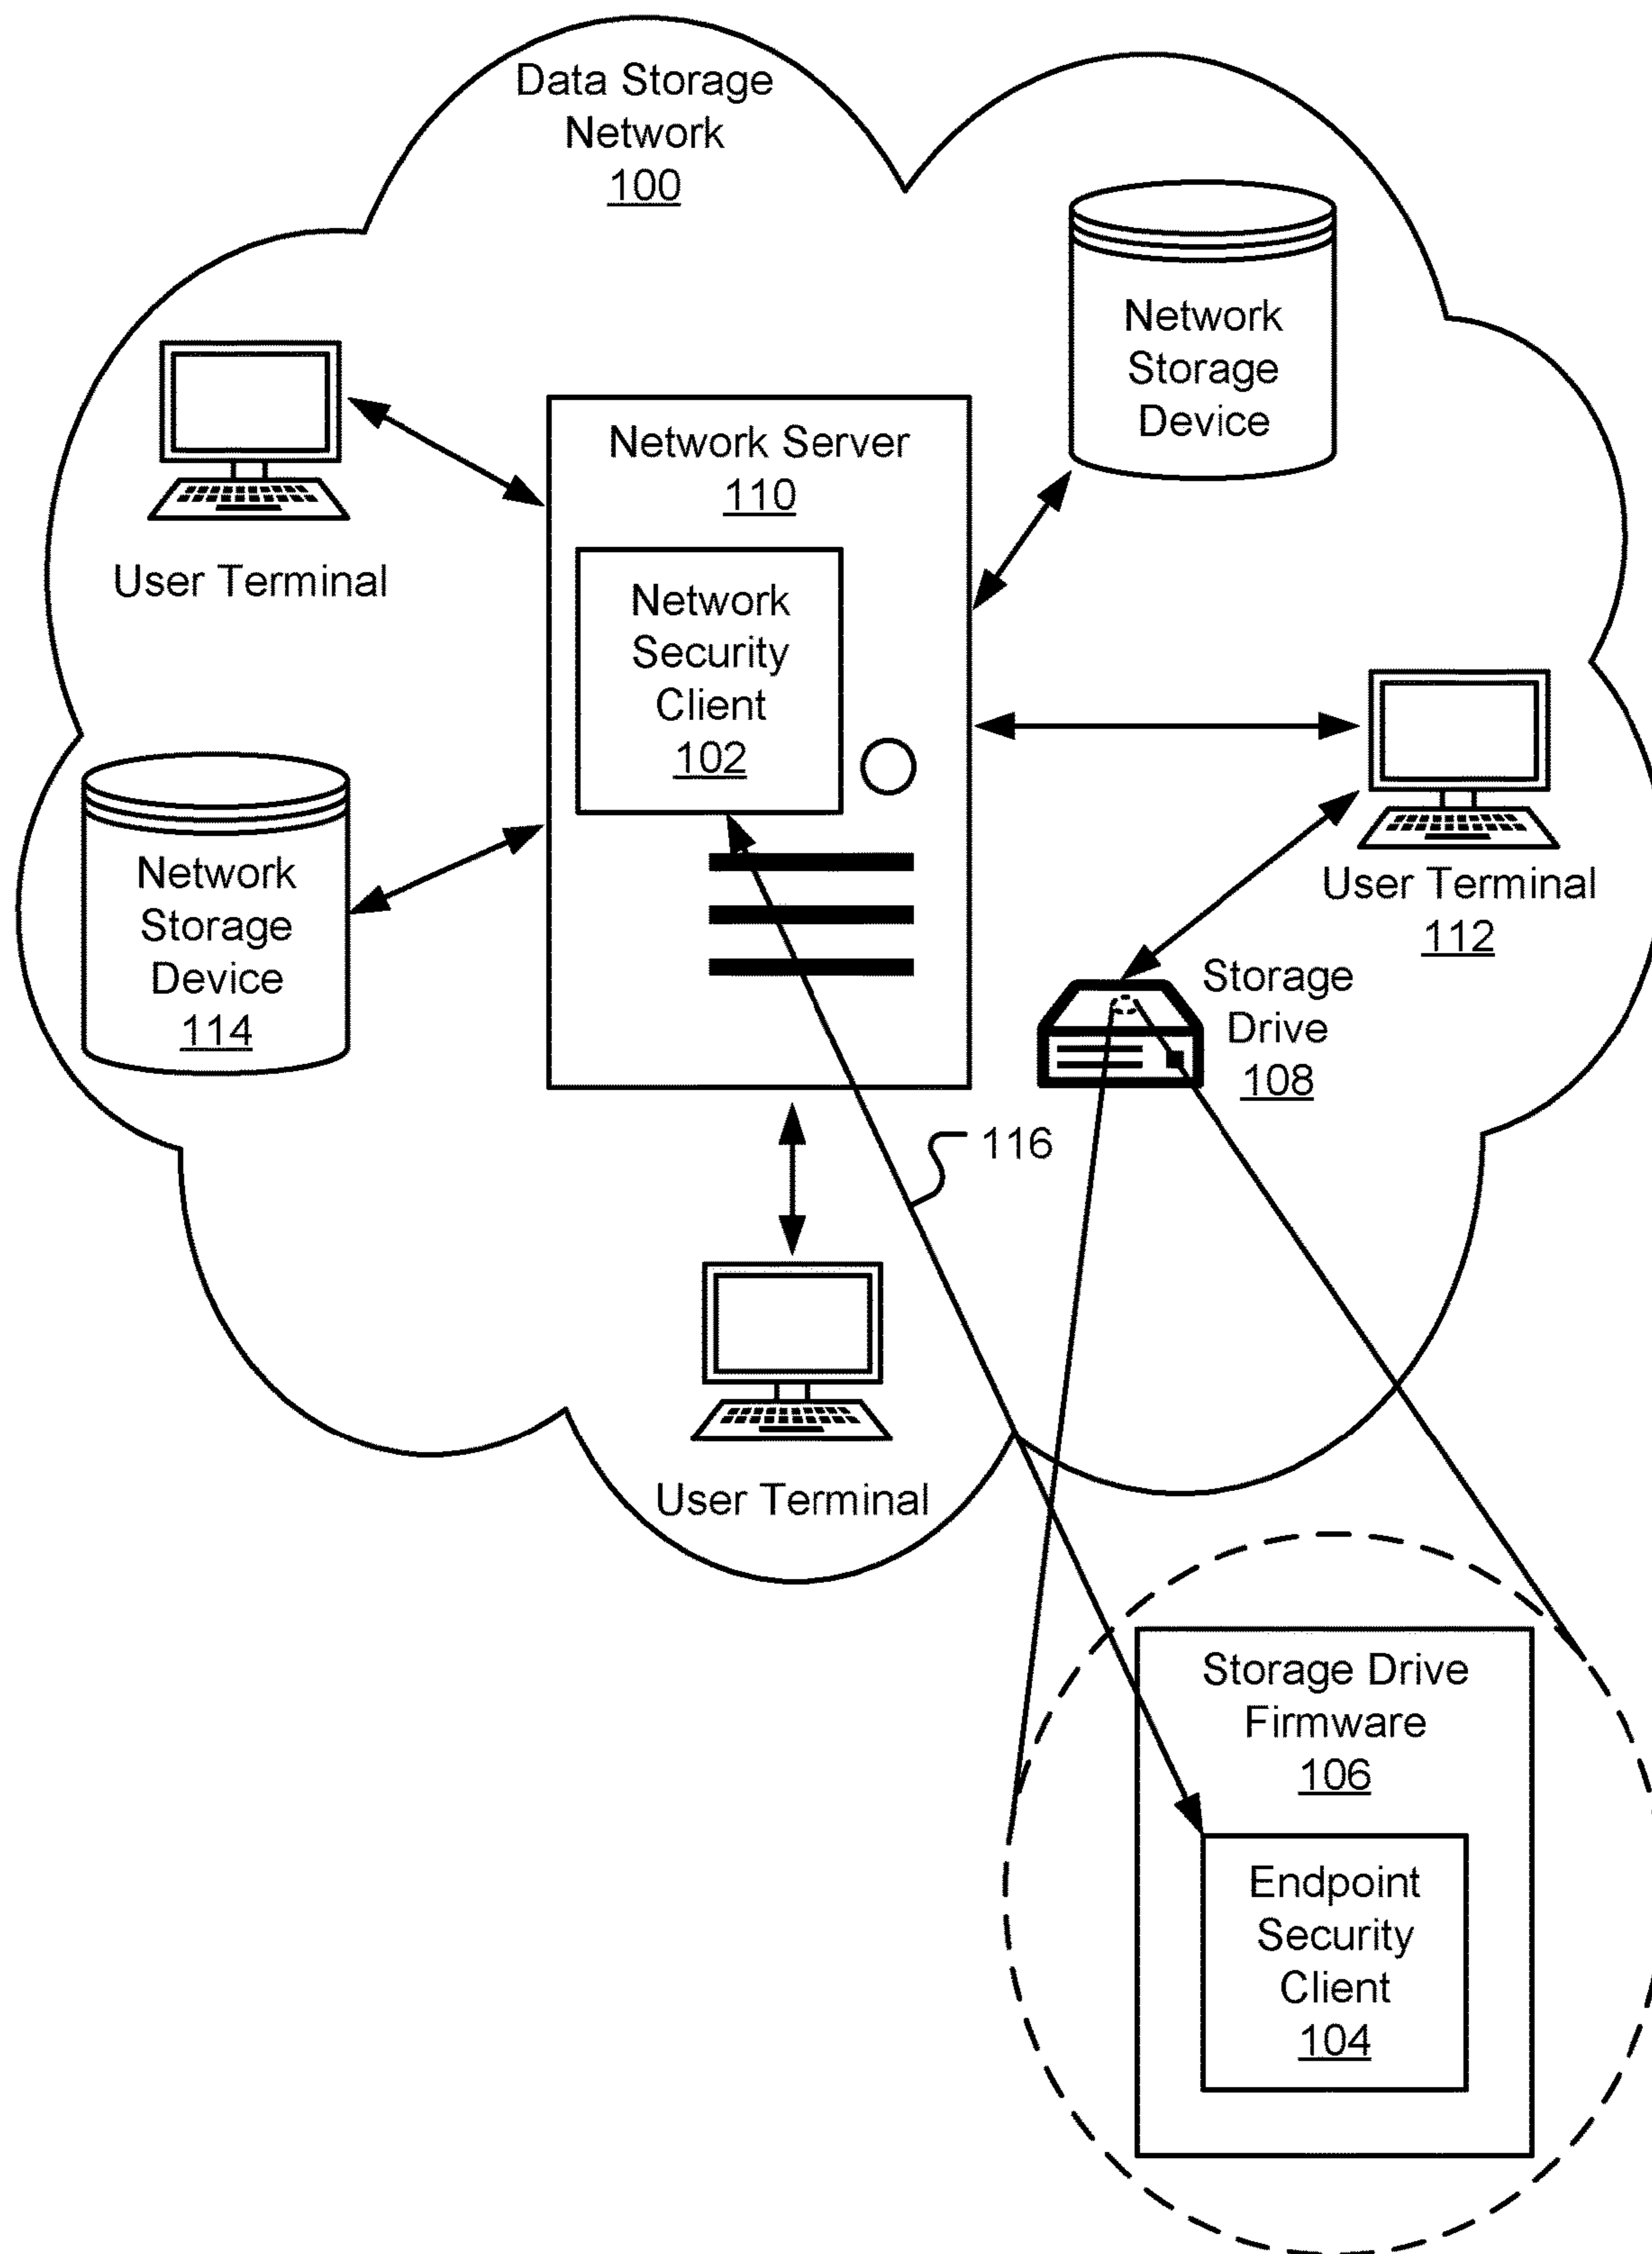 Data Storage
Network
100
Network
Storage
Device
Network Server
110
User Terminal
Network
Security
Client
102
Network
Storage
Device
114
User Terminal
112
Storage
Drive
108
116
User Terminal
Storage Drive
Firmware
106
Endpoint
Security
Client
104